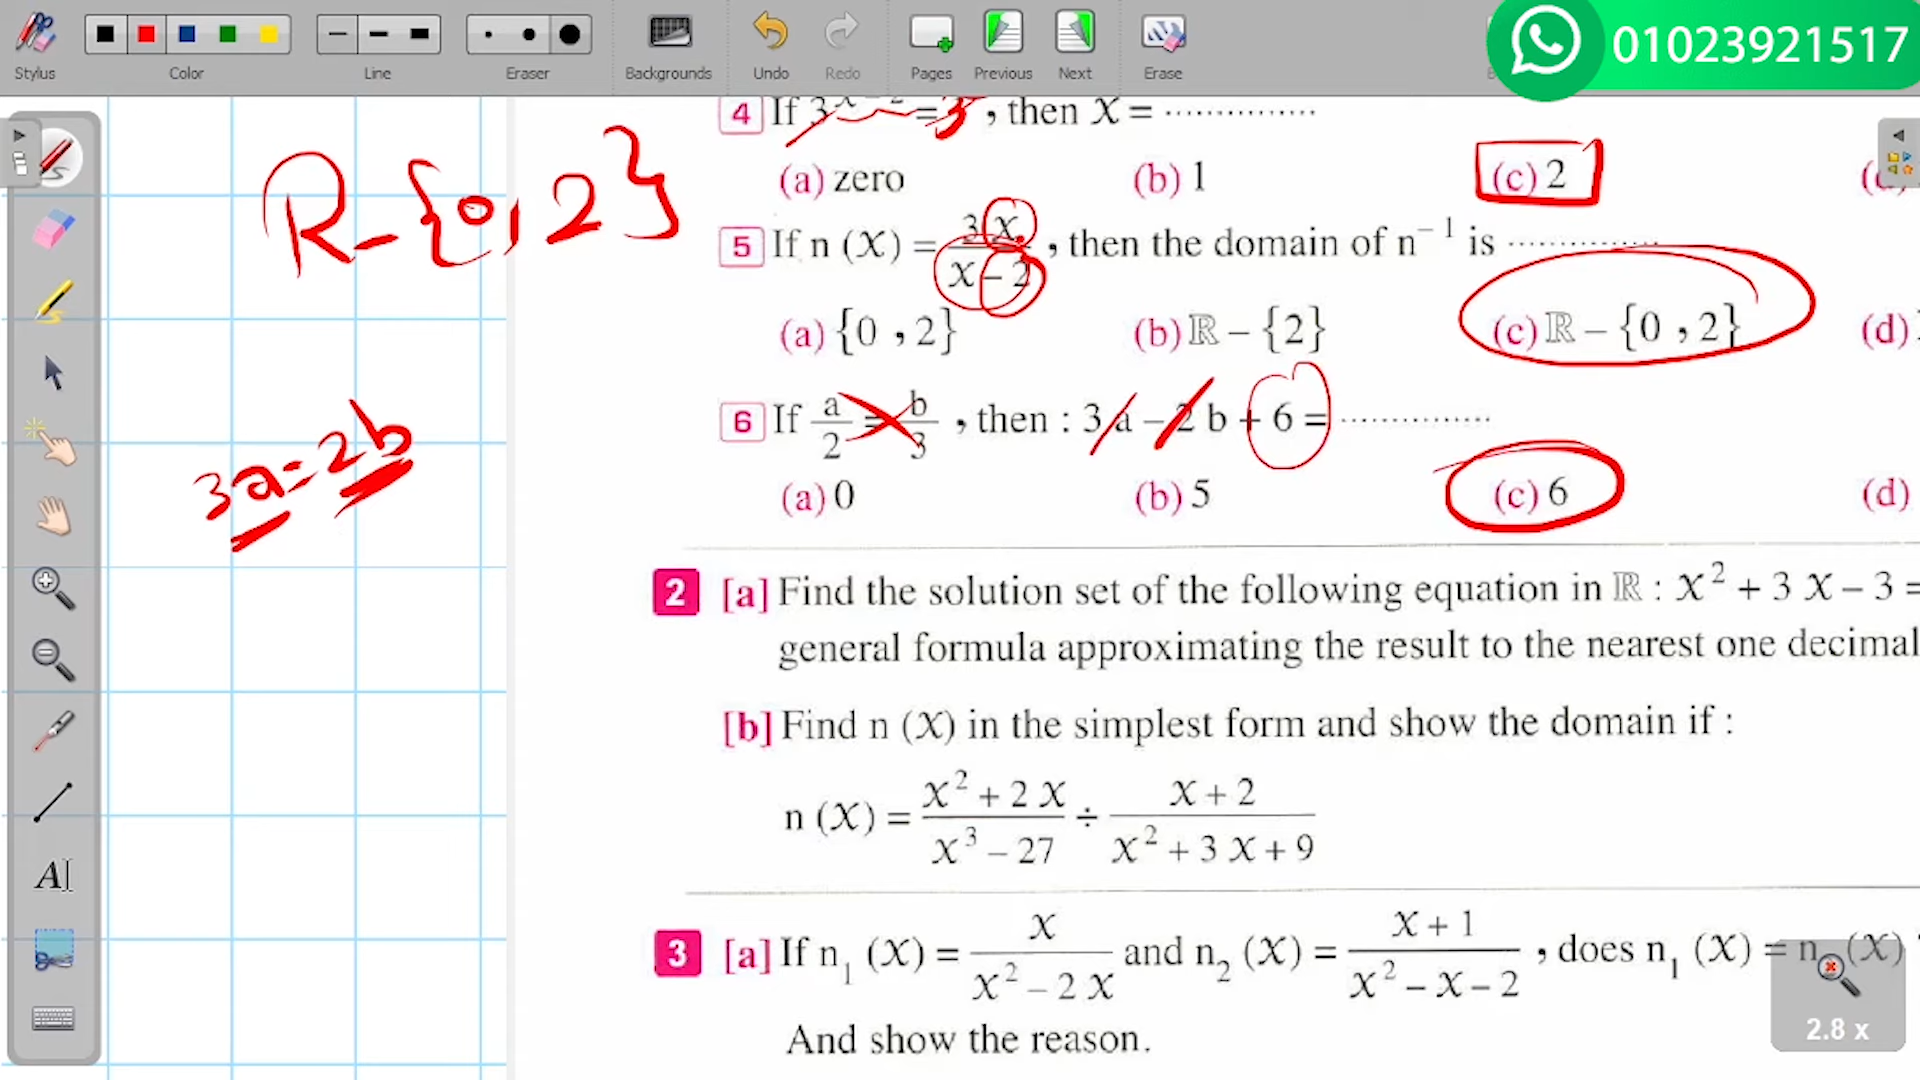 Stylus
Color
Line
Eraser
Backgrounds
Undo
Redo
Pages
Previous
Next
Erase
01023921517
R-{0, 2}
3a=2b
4 If 3ˣ⁻² = 3 , then X = ...............
(a) zero (b) 1 (c) 2
5 If n (X) = 3 X / X – 2 , then the domain of n⁻¹ is ...............
(a) {0 , 2} (b) ℝ – {2} (c) ℝ – {0 , 2} (d)
6 If a/2 = b/3 , then : 3 a – 2 b + 6 = ...............
(a) 0 (b) 5 (c) 6 (d)
2 [a] Find the solution set of the following equation in ℝ : X² + 3 X – 3 =
general formula approximating the result to the nearest one decimal
[b] Find n (X) in the simplest form and show the domain if :
n (X) = X² + 2 X / X³ – 27 ÷ X + 2 / X² + 3 X + 9
3 [a] If n₁ (X) = X / X² – 2 X and n₂ (X) = X + 1 / X² – X – 2 , does n₁ (X) = n (X)
And show the reason.
2.8 x
A